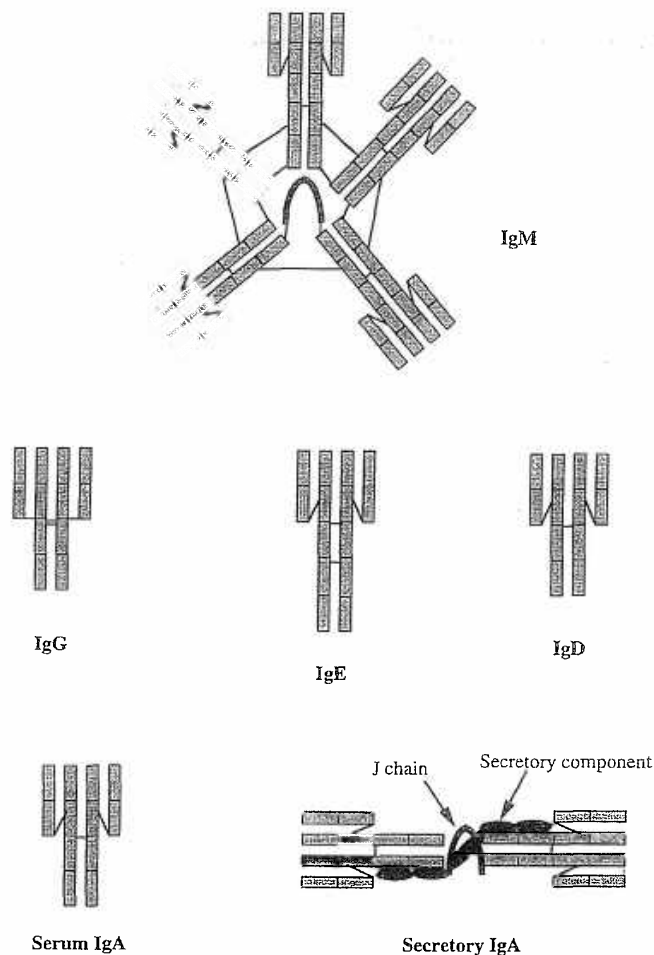 IgM
IgG
IgE
IgD
J chain
Secretory component
Serum IgA
Secretory IgA